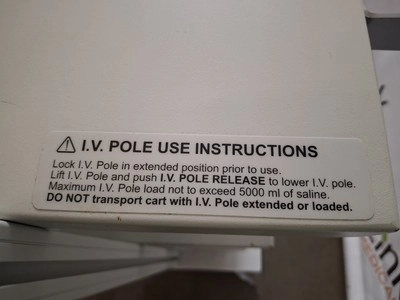 I.V. POLE USE INSTRUCTIONS
Lock I.V. Pole in extended position prior to use.
Lift I.V. Pole and push I.V. POLE RELEASE to lower I.V. pole.
Maximum I.V. Pole load not to exceed 5000 ml of saline.
DO NOT transport cart with I.V. Pole extended or loaded.